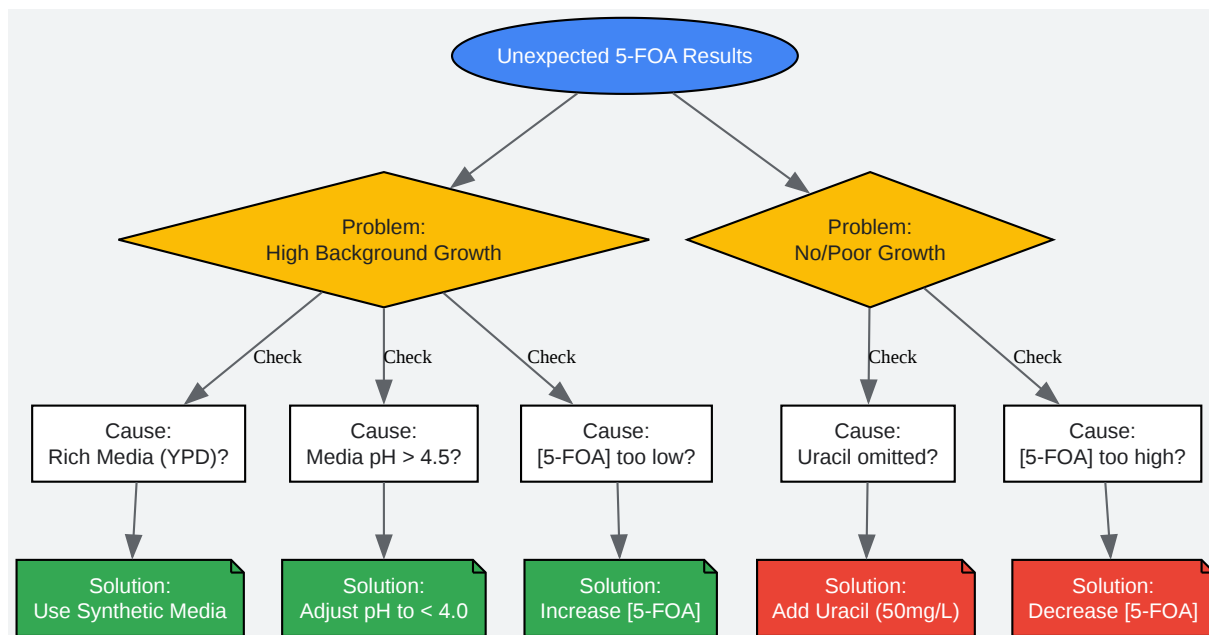 Unexpected 5-FOA Results
Problem:
High Background Growth
Problem:
No/Poor Growth
Check
Check
Check
Check
Check
Cause:
Rich Media (YPD)?
Cause:
Media pH > 4.5?
Cause:
[5-FOA] too low?
Cause:
Uracil omitted?
Cause:
[5-FOA] too high?
Solution:
Use Synthetic Media
Solution:
Adjust pH to < 4.0
Solution:
Increase [5-FOA]
Solution:
Add Uracil (50mg/L)
Solution:
Decrease [5-FOA]